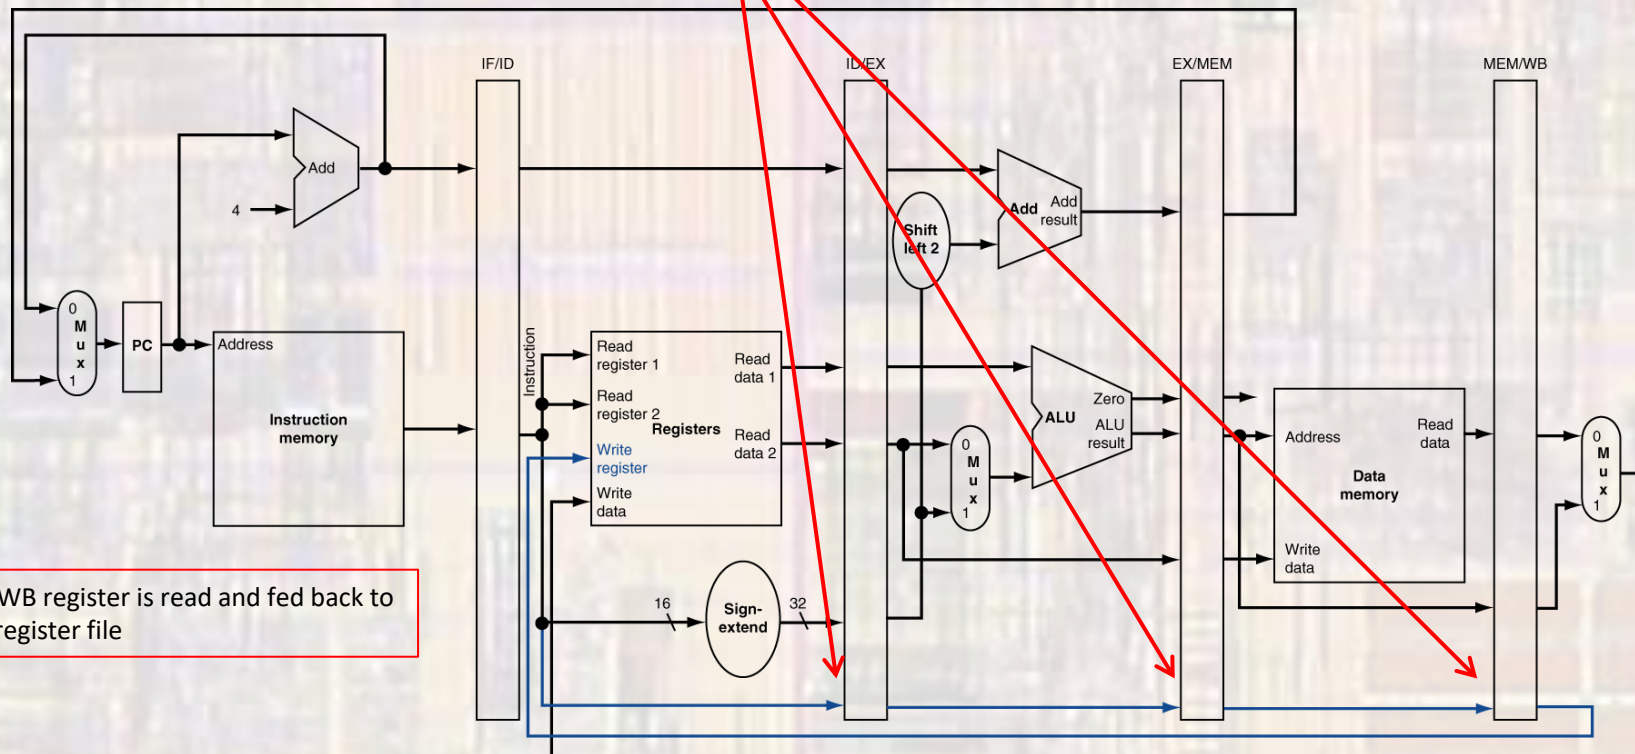 IF/ID
ID/EX
EX/MEM
MEM/WB
Add
4
Add
Add
result
Shift
left 2
0
M
u
x
1
PC
Address
Instruction
memory
Instruction
Read
register 1
Read
register 2
Write
register
Write
data
Registers
Read
data 1
Read
data 2
16
Sign-
extend
32
0
M
u
x
1
ALU
Zero
ALU
result
Address
Read
data
Data
memory
Write
data
0
M
u
x
1
WB register is read and fed back to
register file